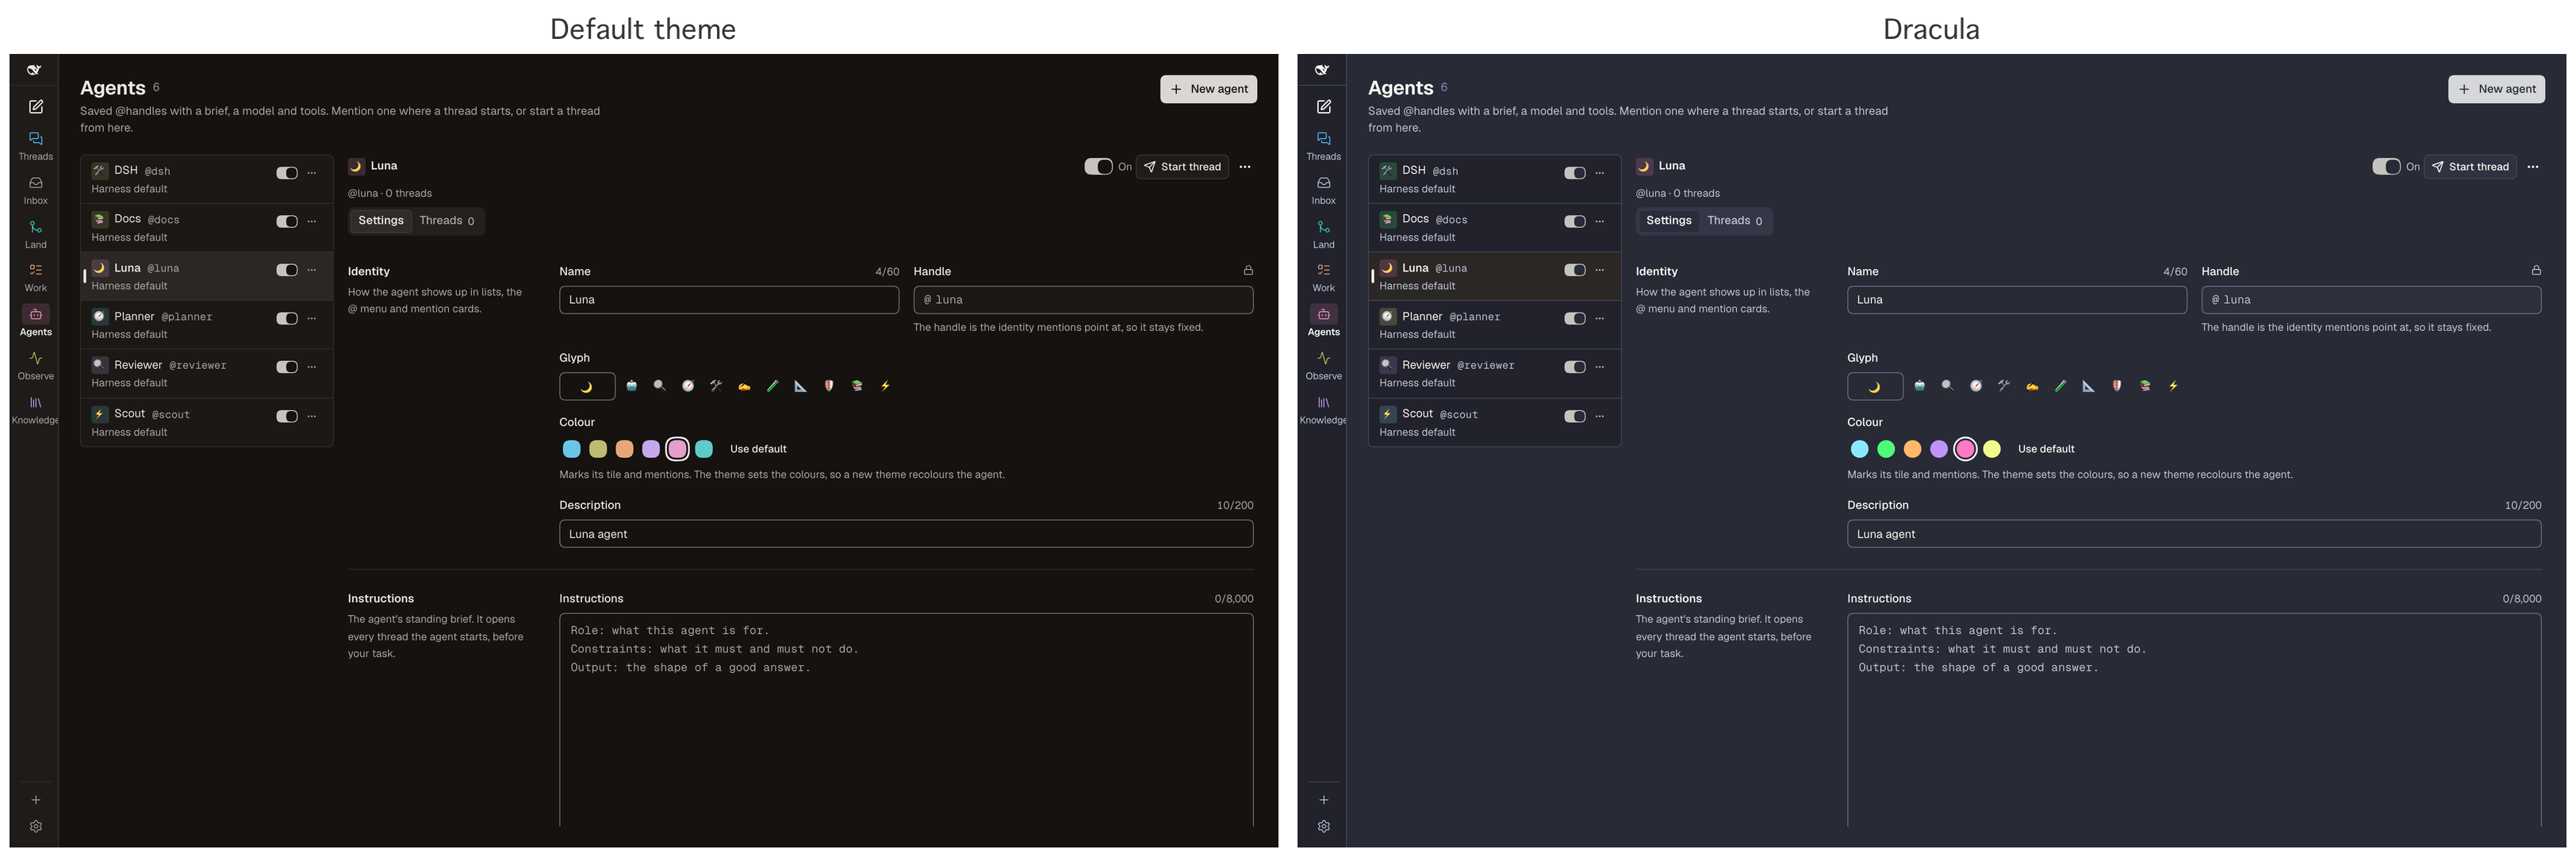 Default theme
Agents 6
New agent
Saved @handles with a brief, a model and tools. Mention one where a thread starts, or start a thread
from here.
Threads
Inbox
Land
Work
Agents
Observe
Knowledge
DSH @dsh
Harness default
Docs @docs
Harness default
Luna @luna
Harness default
Planner @planner
Harness default
Reviewer @reviewer
Harness default
Scout @scout
Harness default
Luna
On
Start thread
@luna · 0 threads
Settings
Threads 0
Identity
How the agent shows up in lists, the
@ menu and mention cards.
Name
4/60
Luna
Handle
@ luna
The handle is the identity mentions point at, so it stays fixed.
Glyph
Colour
Use default
Marks its tile and mentions. The theme sets the colours, so a new theme recolours the agent.
Description
10/200
Luna agent
Instructions
The agent's standing brief. It opens
every thread the agent starts, before
your task.
Instructions
0/8,000
Role: what this agent is for.
Constraints: what it must and must not do.
Output: the shape of a good answer.
Dracula
Agents 6
New agent
Saved @handles with a brief, a model and tools. Mention one where a thread starts, or start a thread
from here.
Threads
Inbox
Land
Work
Agents
Observe
Knowledge
DSH @dsh
Harness default
Docs @docs
Harness default
Luna @luna
Harness default
Planner @planner
Harness default
Reviewer @reviewer
Harness default
Scout @scout
Harness default
Luna
On
Start thread
@luna · 0 threads
Settings
Threads 0
Identity
How the agent shows up in lists, the
@ menu and mention cards.
Name
4/60
Luna
Handle
@ luna
The handle is the identity mentions point at, so it stays fixed.
Glyph
Colour
Use default
Marks its tile and mentions. The theme sets the colours, so a new theme recolours the agent.
Description
10/200
Luna agent
Instructions
The agent's standing brief. It opens
every thread the agent starts, before
your task.
Instructions
0/8,000
Role: what this agent is for.
Constraints: what it must and must not do.
Output: the shape of a good answer.